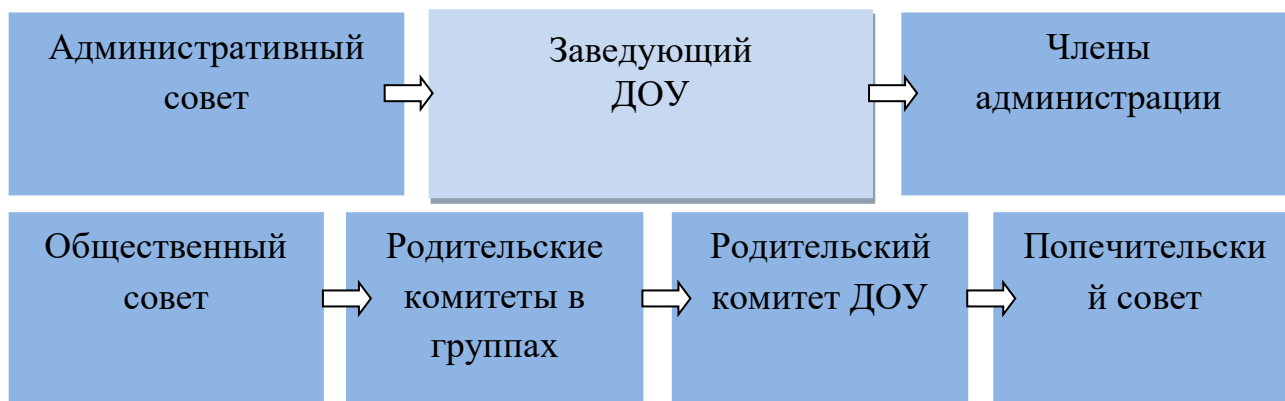 Административный
совет
Заведующий
ДОУ
Члены
администрации
Общественный
совет
Родительские
комитеты в
группах
Родительский
комитет ДОУ
Попечительски
й совет